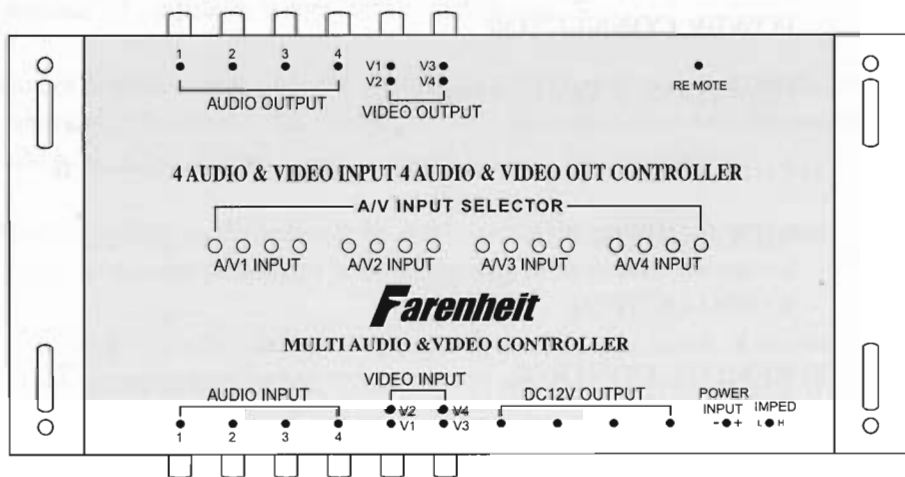 1 2 3 4 V1 V3
V2 V4
AUDIO OUTPUT
VIDEO OUTPUT
RE MOTE
4 AUDIO & VIDEO INPUT 4 AUDIO & VIDEO OUT CONTROLLER
A/V INPUT SELECTOR
A/V1 INPUT A/V2 INPUT A/V3 INPUT A/V4 INPUT
Farenheit
MULTI AUDIO & VIDEO CONTROLLER
VIDEO INPUT
AUDIO INPUT
DC12V OUTPUT
POWER
INPUT
- +
IMPED
L H
V2 V4
1 2 3 4 V1 V3